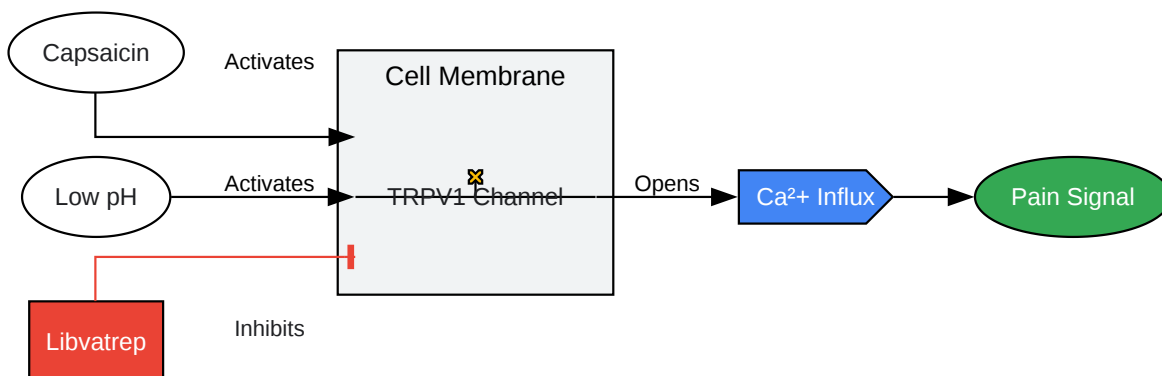 Capsaicin
Activates
Cell Membrane
Low pH
Activates
TRPV1 Channel
Opens
Ca²+ Influx
Pain Signal
Libvatrep
Inhibits